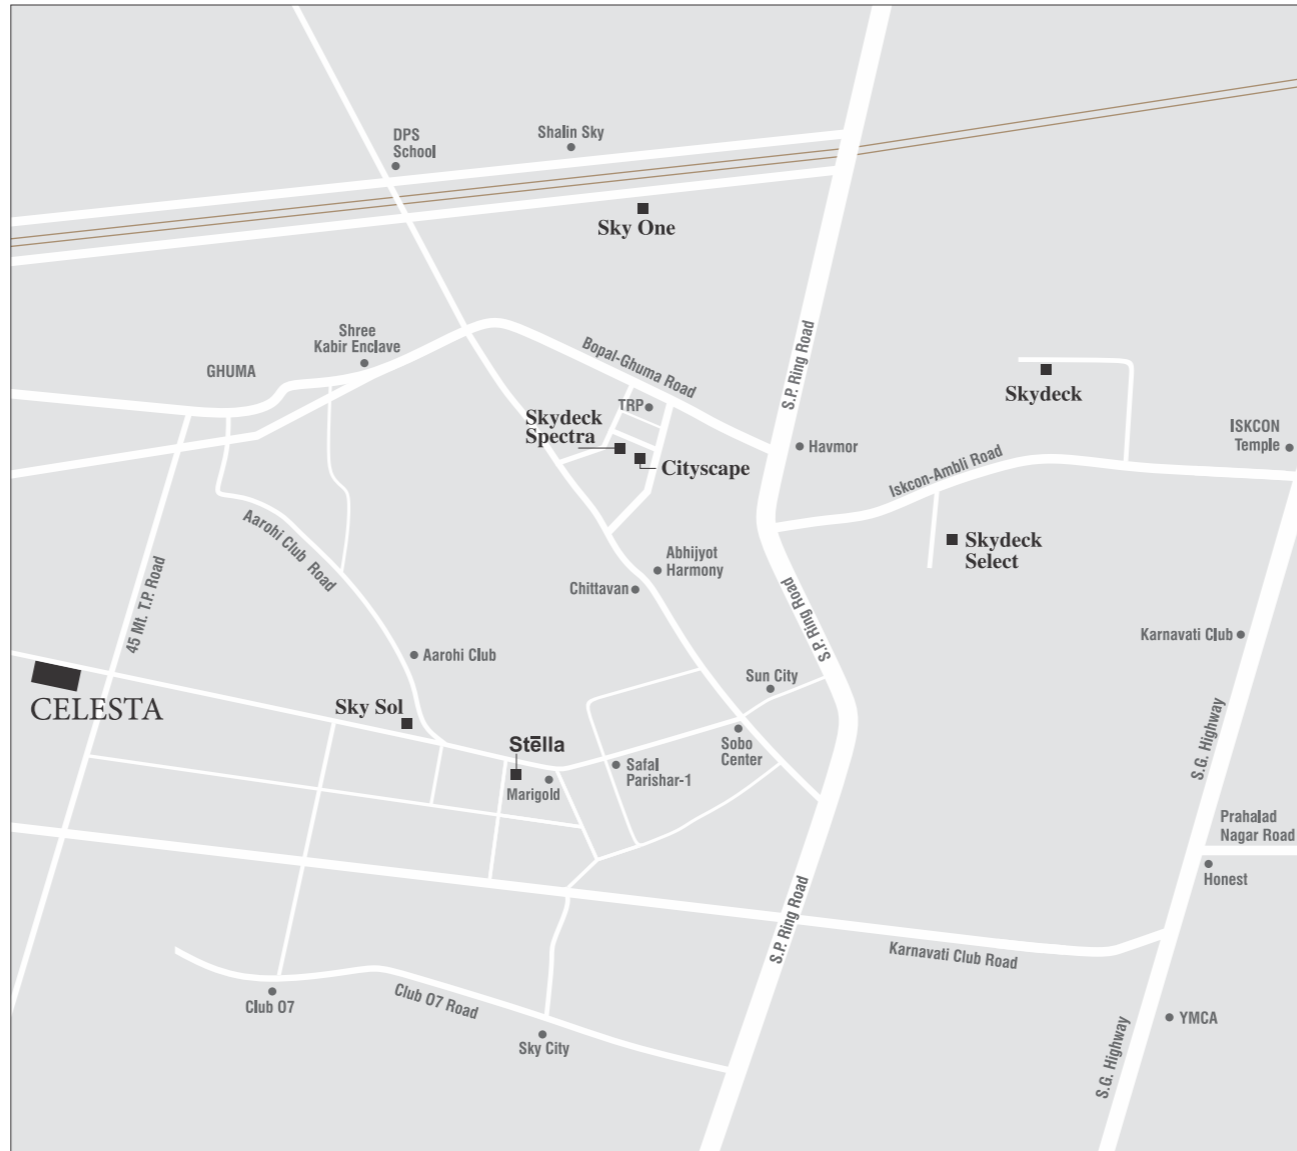 DPS
School
Shalin Sky
Sky One
S.P. Ring Road
Shree
Kabir Enclave
GHUMA
Bopal-Ghuma Road
TRP
Skydeck
Spectra
Cityscape
Havmor
Skydeck
ISKCON
Temple
Iskcon-Ambli Road
Skydeck
Select
Aarohi Club Road
45 Mt. T.P. Road
Abhijyot
Harmony
Chittavan
S.P. Ring Road
Karnavati Club
Aarohi Club
CELESTA
Sky Sol
Sun City
Stēlla
Marigold
Safal
Parishar-1
Sobo
Center
S.G. Highway
Prahalad
Nagar Road
Honest
S.P. Ring Road
Karnavati Club Road
Club O7
Club O7 Road
Sky City
YMCA
S.G. Highway